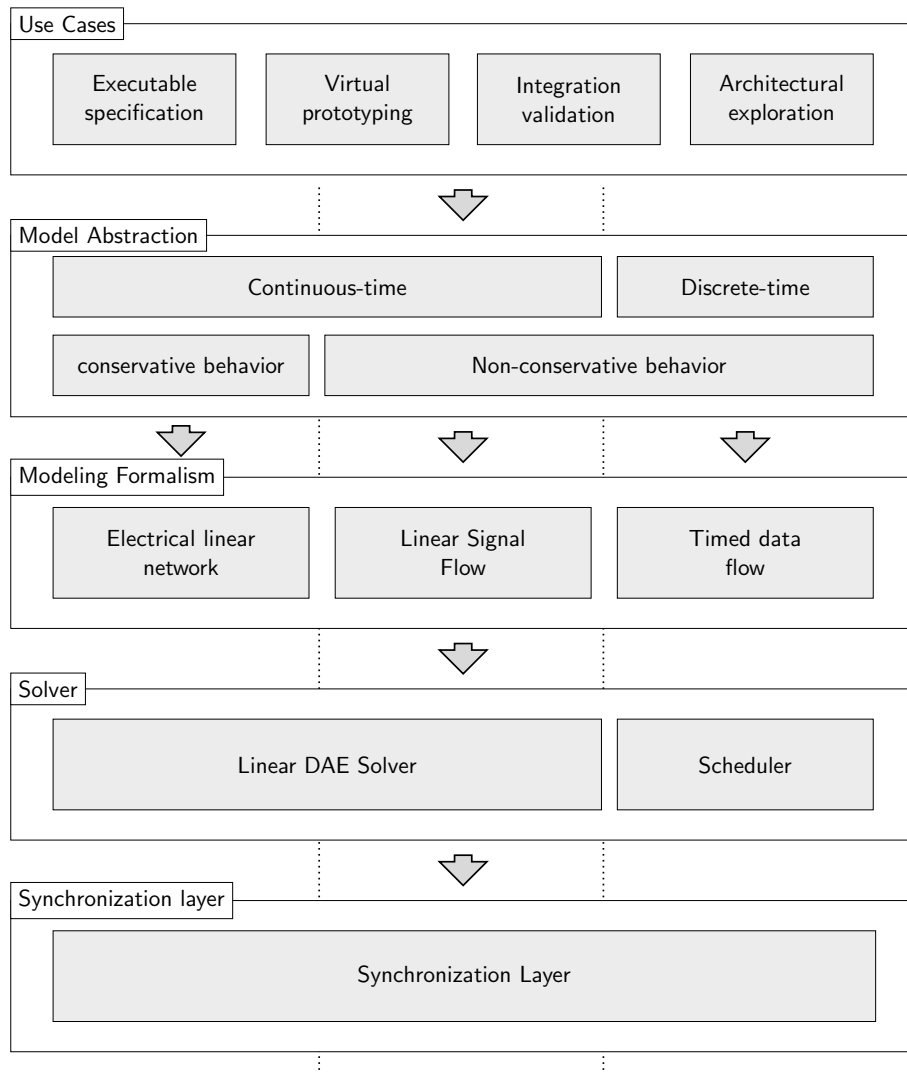 Use Cases
Executable
specification
Virtual
prototyping
Integration
validation
Architectural
exploration
Model Abstraction
Continuous-time
Discrete-time
conservative behavior
Non-conservative behavior
Modeling Formalism
Electrical linear
network
Linear Signal
Flow
Timed data
flow
Solver
Linear DAE Solver
Scheduler
Synchronization layer
Synchronization Layer